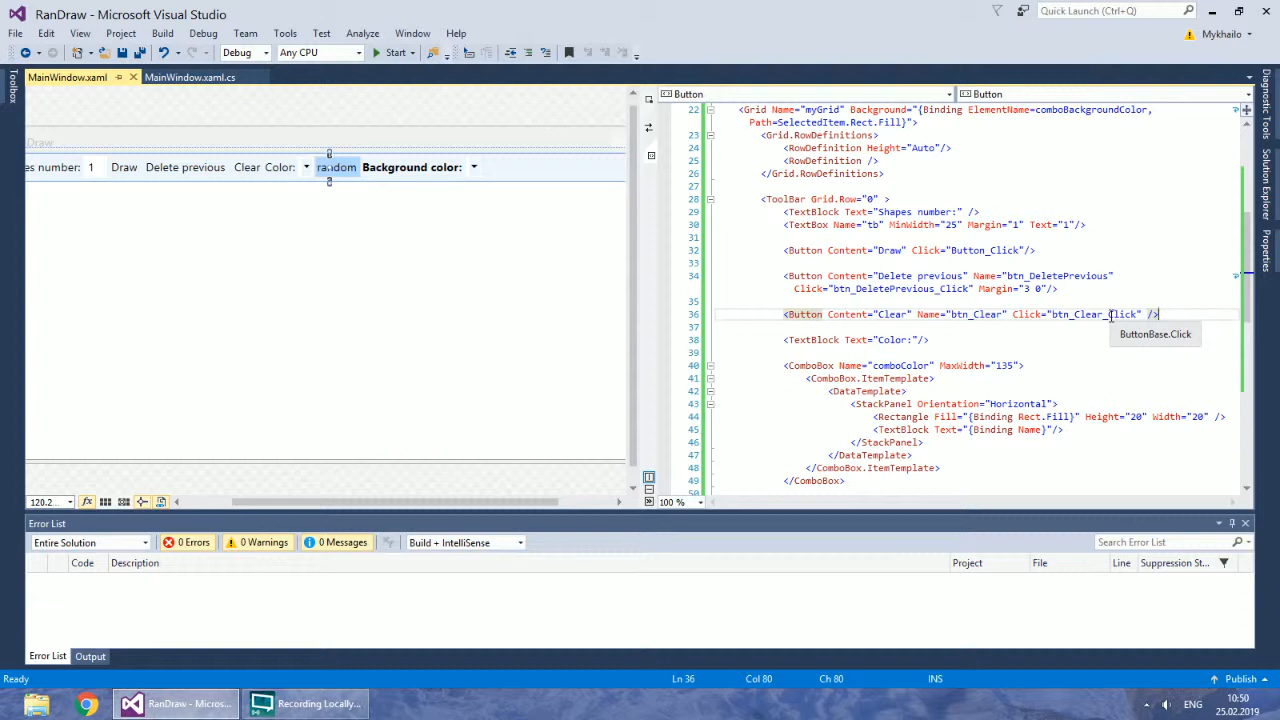 RanDraw - Microsoft Visual Studio
Quick Launch (Ctrl+Q)
File Edit View Project Build Debug Team Tools Test Analyze Window Help
Mykhailo
Debug Any CPU Start
Toolbox
MainWindow.xaml MainWindow.xaml.cs
Draw
es number: 1 Draw Delete previous Clear Color: random Background color:
120.2...
Button Button
22 <Grid Name="myGrid" Background="{Binding ElementName=comboBackgroundColor,
Path=SelectedItem.Rect.Fill}">
23 <Grid.RowDefinitions>
24 <RowDefinition Height="Auto"/>
25 <RowDefinition />
26 </Grid.RowDefinitions>
27
28 <ToolBar Grid.Row="0" >
29 <TextBlock Text="Shapes number:" />
30 <TextBox Name="tb" MinWidth="25" Margin="1" Text="1"/>
31
32 <Button Content="Draw" Click="Button_Click"/>
33
34 <Button Content="Delete previous" Name="btn_DeletePrevious"
Click="btn_DeletePrevious_Click" Margin="3 0"/>
35
36 <Button Content="Clear" Name="btn_Clear" Click="btn_Clear_Click" />
37
ButtonBase.Click
38 <TextBlock Text="Color:"/>
39
40 <ComboBox Name="comboColor" MaxWidth="135">
41 <ComboBox.ItemTemplate>
42 <DataTemplate>
43 <StackPanel Orientation="Horizontal">
44 <Rectangle Fill="{Binding Rect.Fill}" Height="20" Width="20" />
45 <TextBlock Text="{Binding Name}"/>
46 </StackPanel>
47 </DataTemplate>
48 </ComboBox.ItemTemplate>
49 </ComboBox>
50
100 %
Diagnostic Tools
Solution Explorer
Properties
Error List
Entire Solution 0 Errors 0 Warnings 0 Messages Build + IntelliSense Search Error List
Code Description Project File Line Suppression St...
Error List Output
Ready Ln 36 Col 80 Ch 80 INS Publish
RanDraw - Micros... Recording Locally... ENG 10:50
25.02.2019